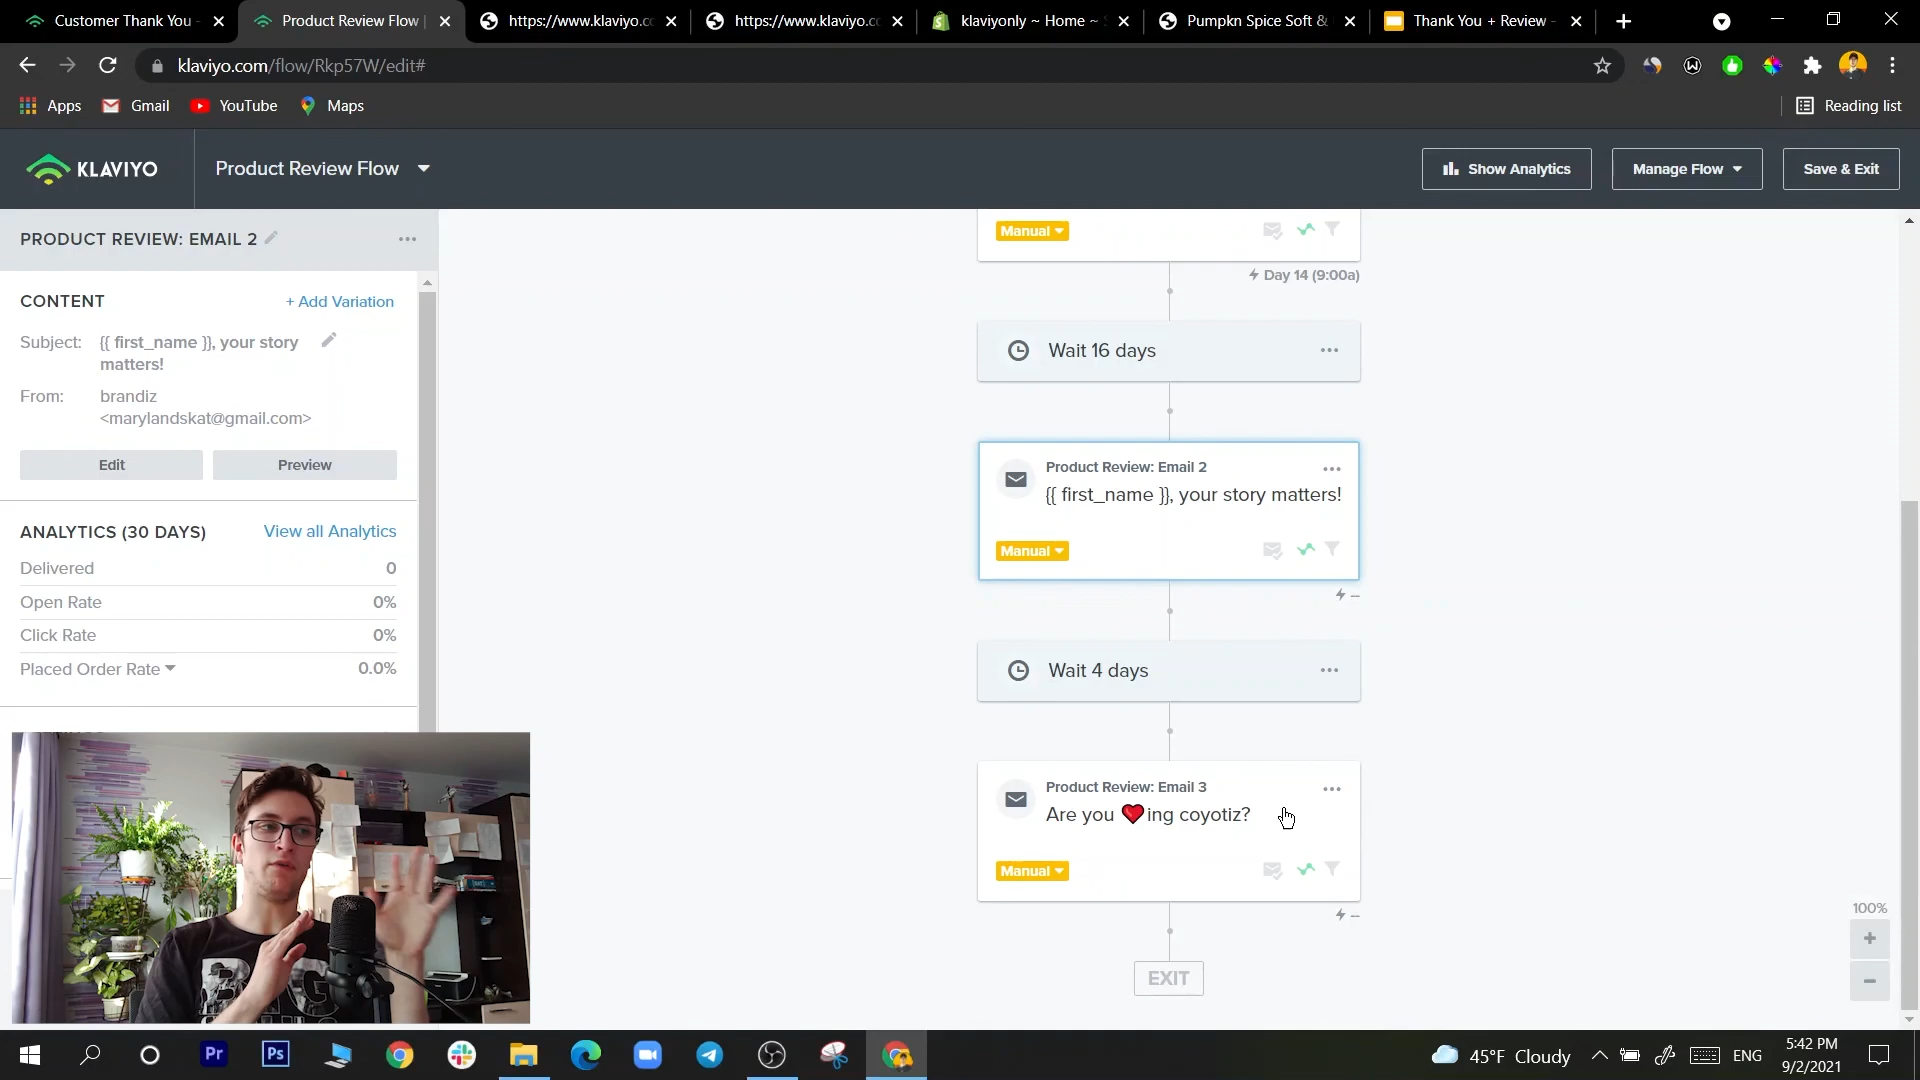 Customer Thank You -
Product Review Flow |
https://www.klaviyo.co
https://www.klaviyo.co
klaviyonly ~ Home ~ S
Pumpkn Spice Soft &
Thank You + Review -
klaviyo.com/flow/Rkp57W/edit#
Apps
Gmail
YouTube
Maps
Reading list
KLAVIYO
Product Review Flow
Show Analytics
Manage Flow
Save & Exit
PRODUCT REVIEW: EMAIL 2
CONTENT
+ Add Variation
Subject: {{ first_name }}, your story
matters!
From: brandiz
<marylandskat@gmail.com>
Edit
Preview
ANALYTICS (30 DAYS)
View all Analytics
Delivered 0
Open Rate 0%
Click Rate 0%
Placed Order Rate 0.0%
Manual
Day 14 (9:00a)
Wait 16 days
Product Review: Email 2
{{ first_name }}, your story matters!
Manual
--
Wait 4 days
Product Review: Email 3
Are you ❤️ing coyotiz?
Manual
--
EXIT
100%
+
−
BANG
Pr
Ps
45°F Cloudy
ENG
5:42 PM
9/2/2021